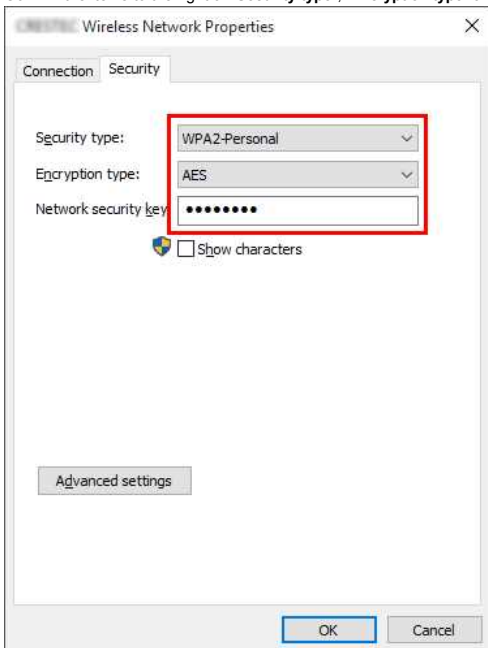 Wireless Network Properties
Connection Security
Security type: WPA2-Personal
Encryption type: AES
Network security key ••••••••
Show characters
Advanced settings
OK Cancel